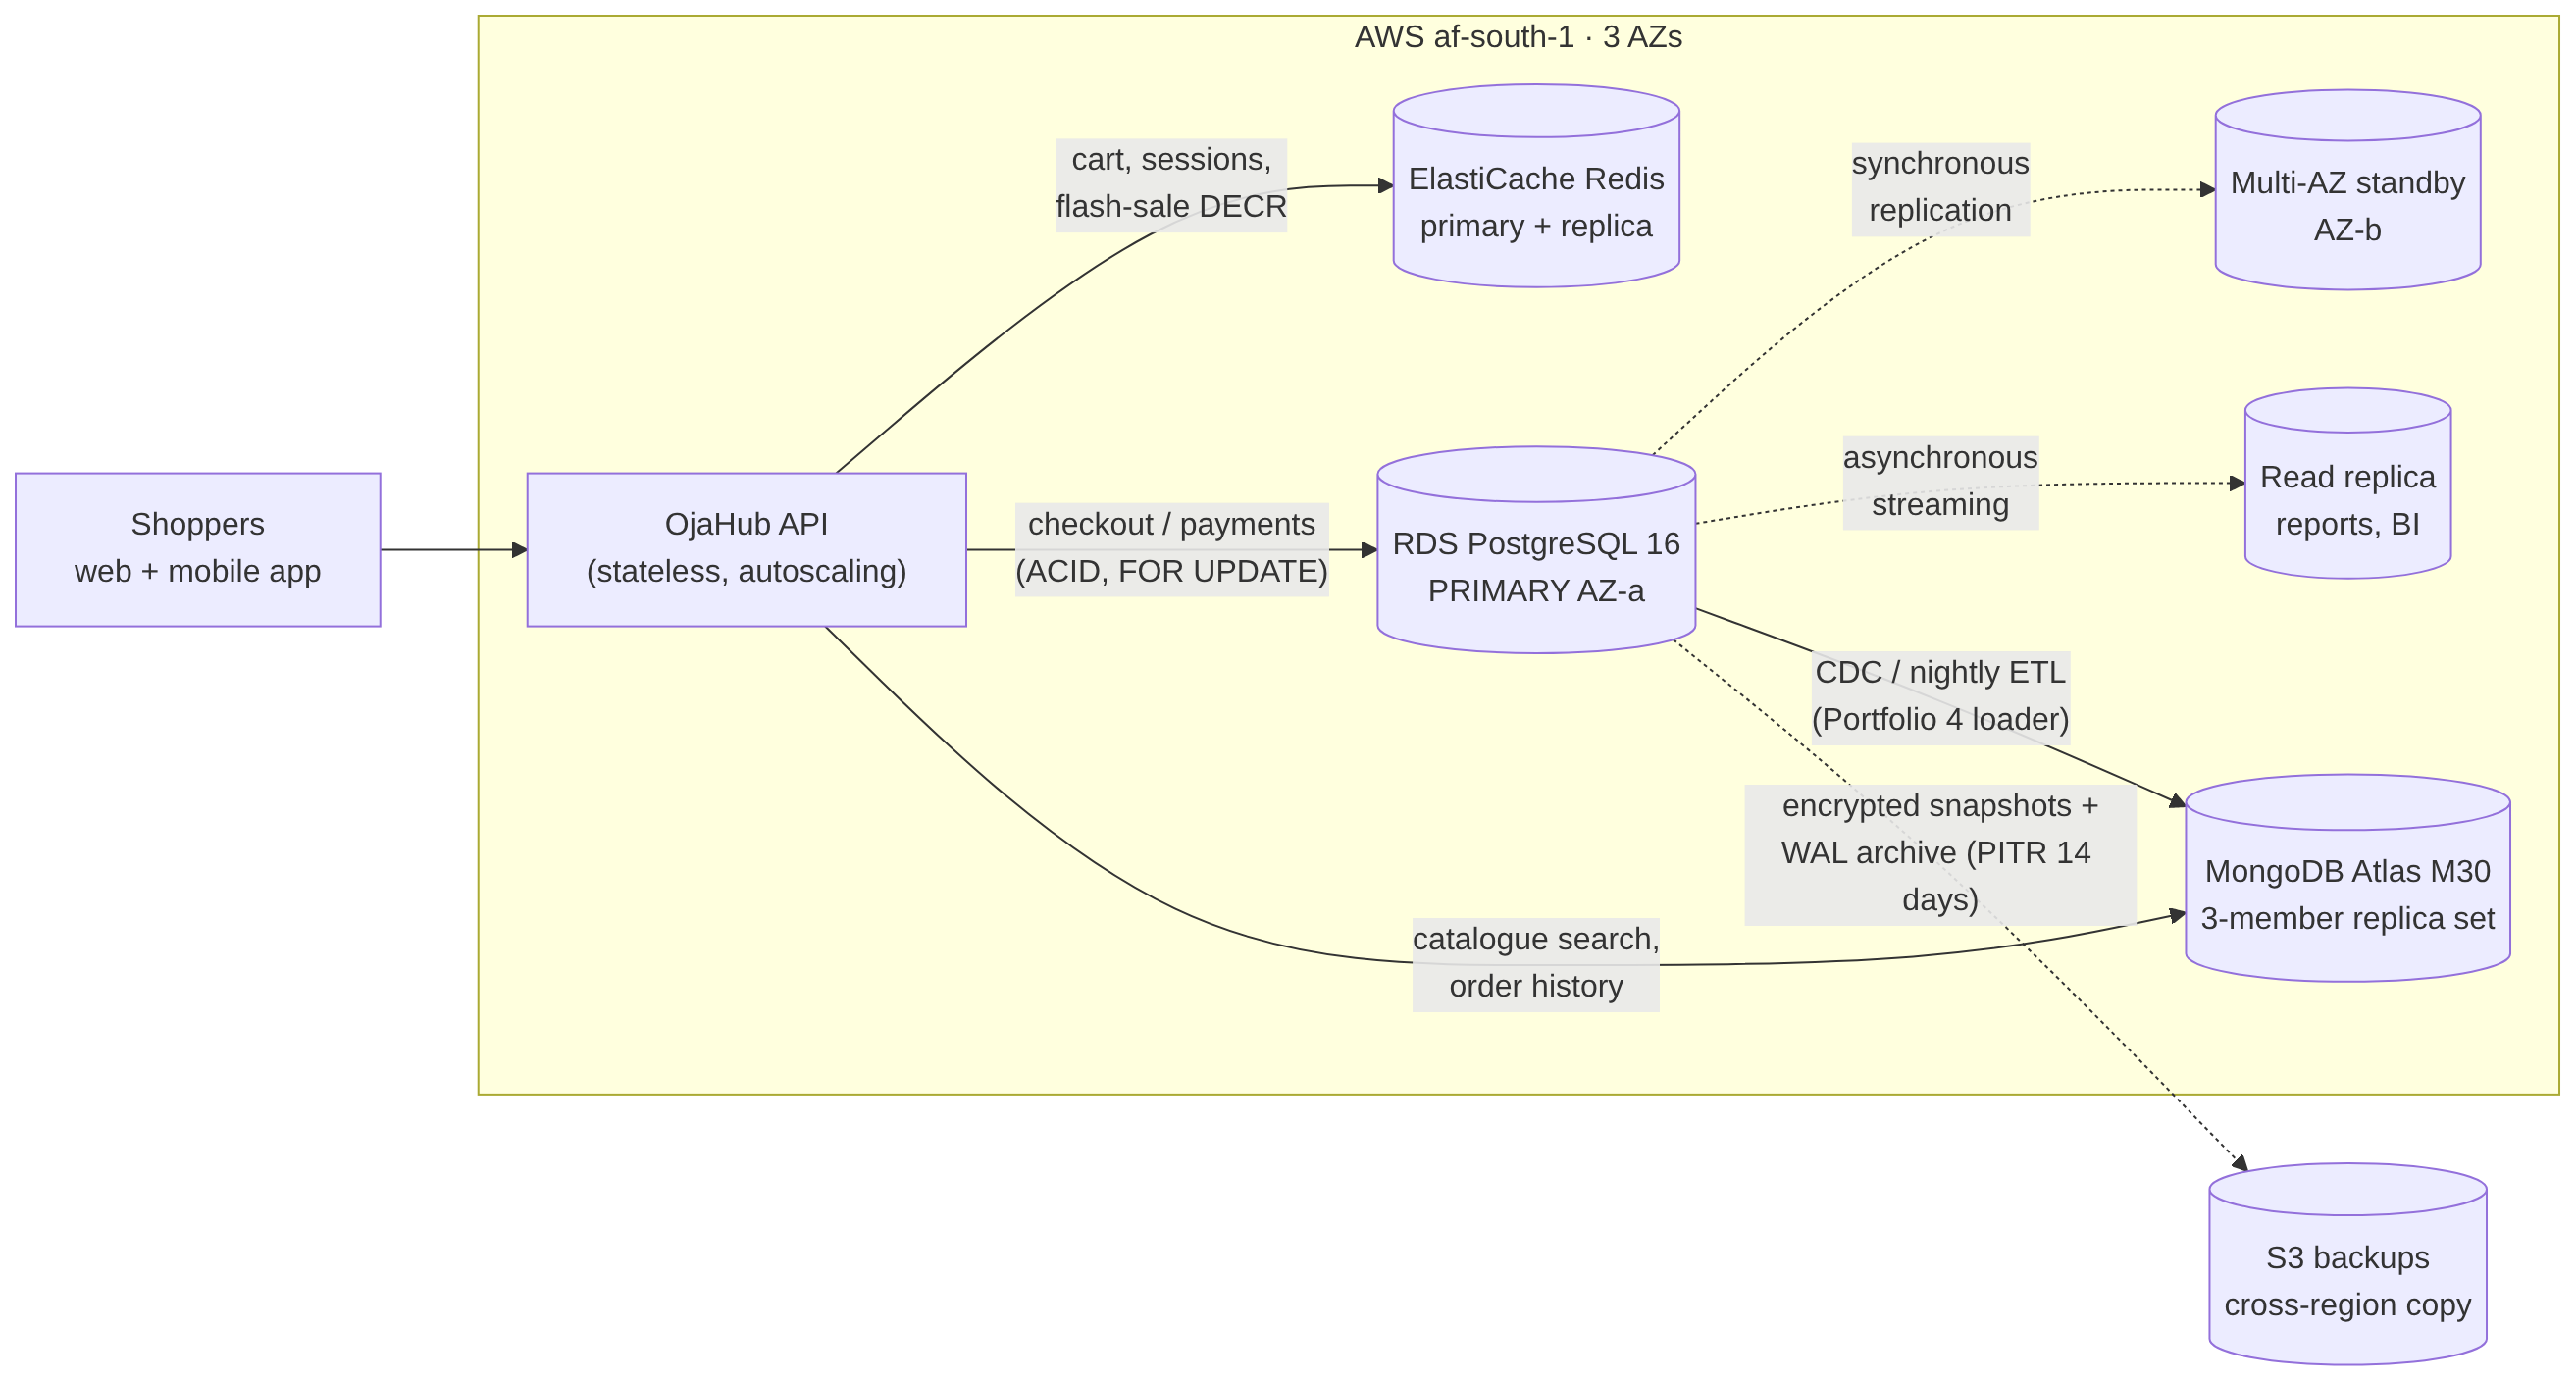 AWS af-south-1 · 3 AZs
cart, sessions,
flash-sale DECR
ElastiCache Redis
primary + replica
synchronous
replication
Multi-AZ standby
AZ-b
Shoppers
web + mobile app
OjaHub API
(stateless, autoscaling)
checkout / payments
(ACID, FOR UPDATE)
RDS PostgreSQL 16
PRIMARY AZ-a
asynchronous
streaming
Read replica
reports, BI
CDC / nightly ETL
(Portfolio 4 loader)
encrypted snapshots +
WAL archive (PITR 14
days)
catalogue search,
order history
MongoDB Atlas M30
3-member replica set
S3 backups
cross-region copy